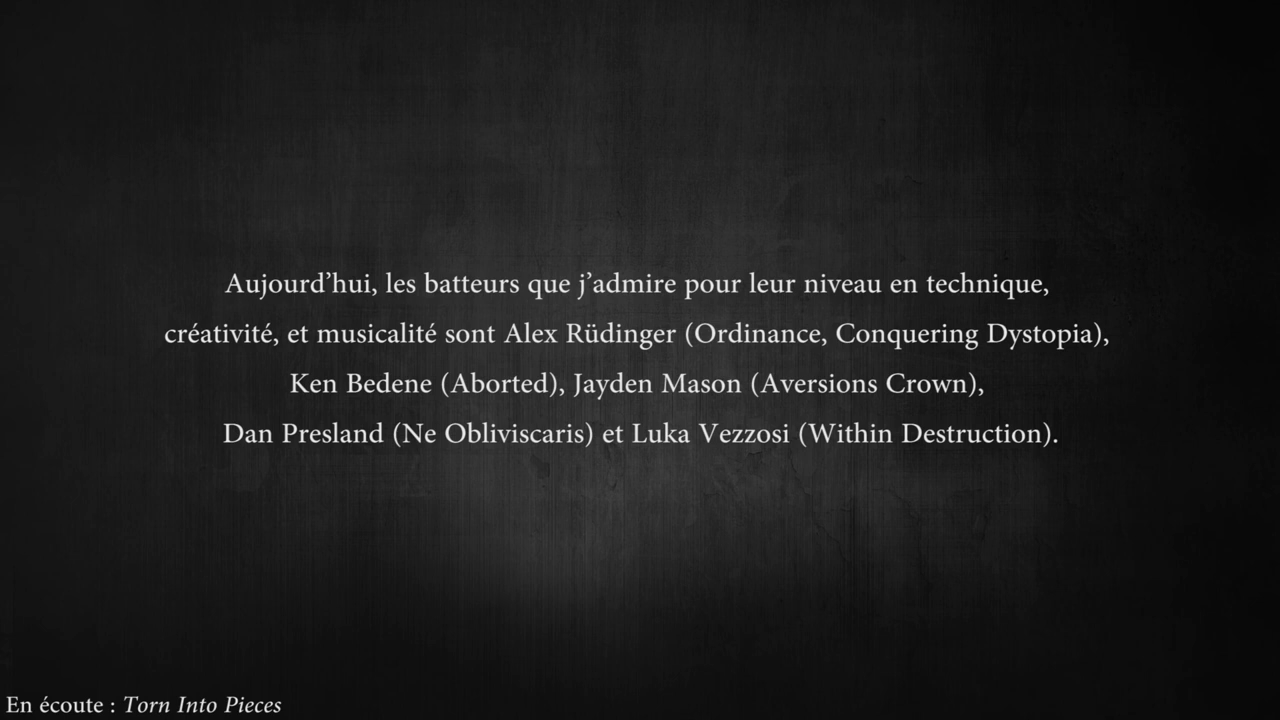 Aujourd’hui, les batteurs que j’admire pour leur niveau en technique,
créativité, et musicalité sont Alex Rüdinger (Ordinance, Conquering Dystopia),
Ken Bedene (Aborted), Jayden Mason (Aversions Crown),
Dan Presland (Ne Obliviscaris) et Luka Vezzosi (Within Destruction).
En écoute : Torn Into Pieces